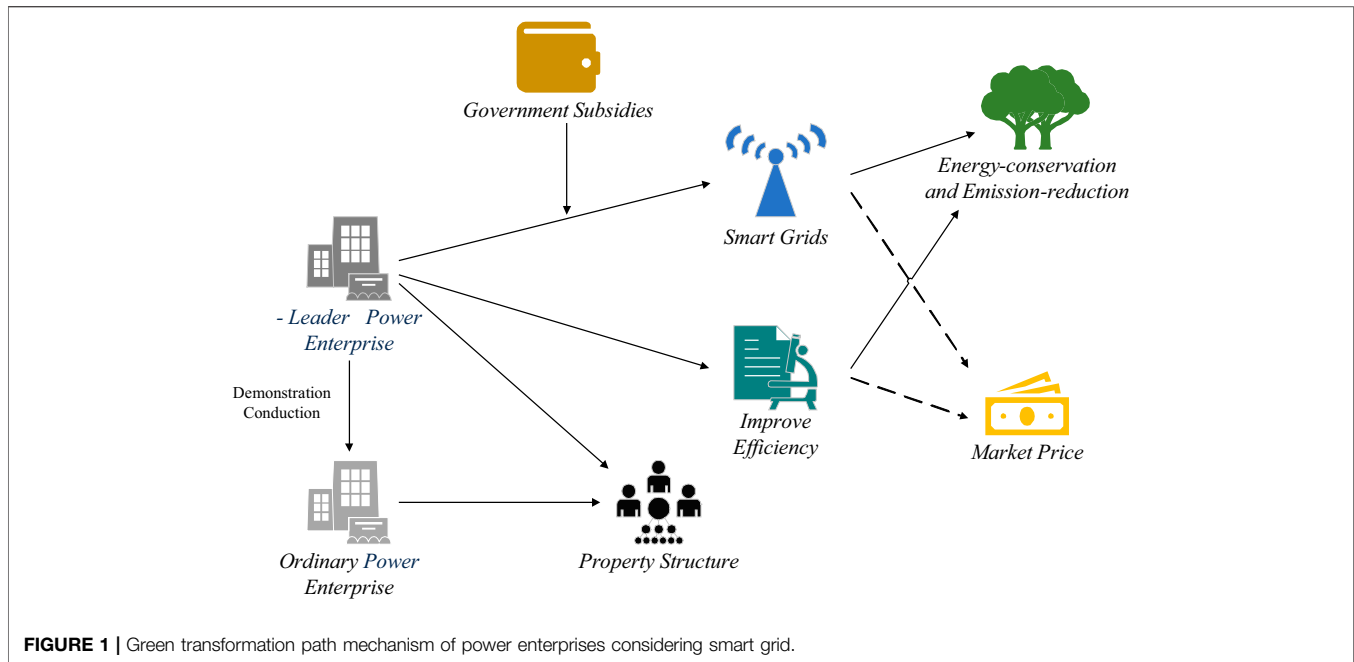 Government Subsidies
Energy-conservation
and Emission-reduction
Smart Grids
- Leader Power
Enterprise
Demonstration
Conduction
Improve
Efficiency
Market Price
Ordinary Power
Enterprise
Property Structure
FIGURE 1 | Green transformation path mechanism of power enterprises considering smart grid.